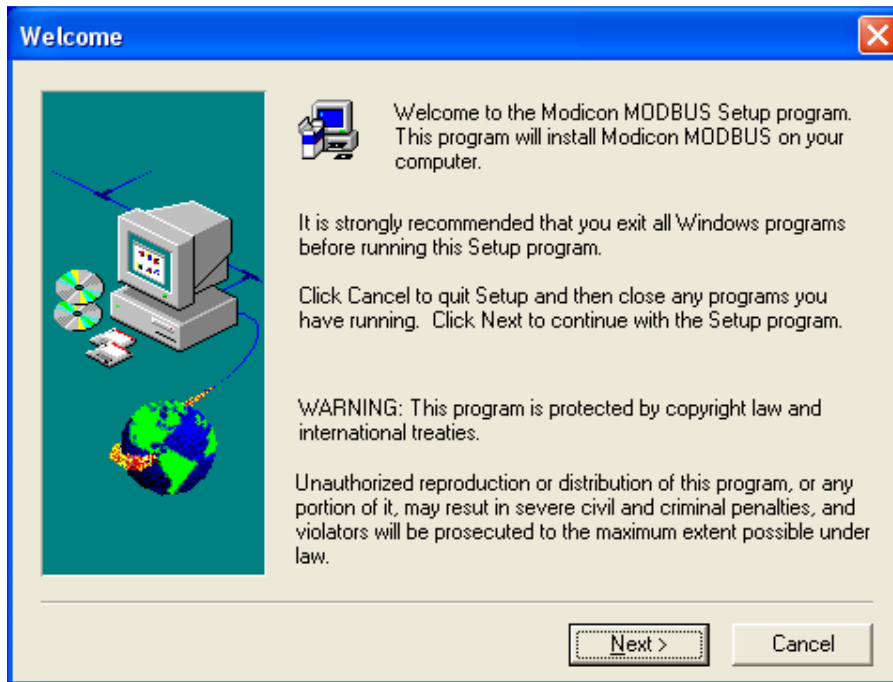 Welcome
Welcome to the Modicon MODBUS Setup program.
This program will install Modicon MODBUS on your
computer.
It is strongly recommended that you exit all Windows programs
before running this Setup program.
Click Cancel to quit Setup and then close any programs you
have running. Click Next to continue with the Setup program.
WARNING: This program is protected by copyright law and
international treaties.
Unauthorized reproduction or distribution of this program, or any
portion of it, may resut in severe civil and criminal penalties, and
violators will be prosecuted to the maximum extent possible under
law.
Next >
Cancel